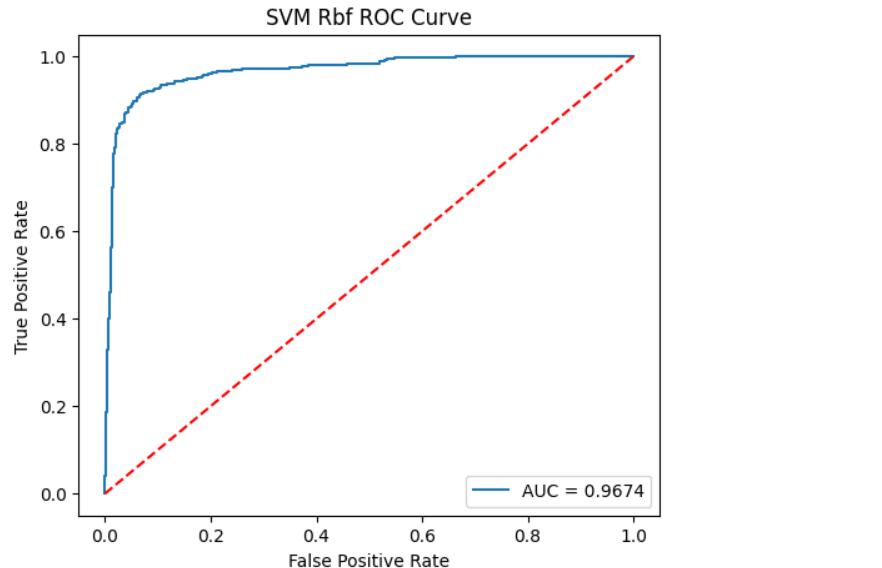 SVM Rbf ROC Curve
1.0
0.8
0.6
0.4
0.2
0.0
True Positive Rate
AUC = 0.9674
0.0 0.2 0.4 0.6 0.8 1.0
False Positive Rate